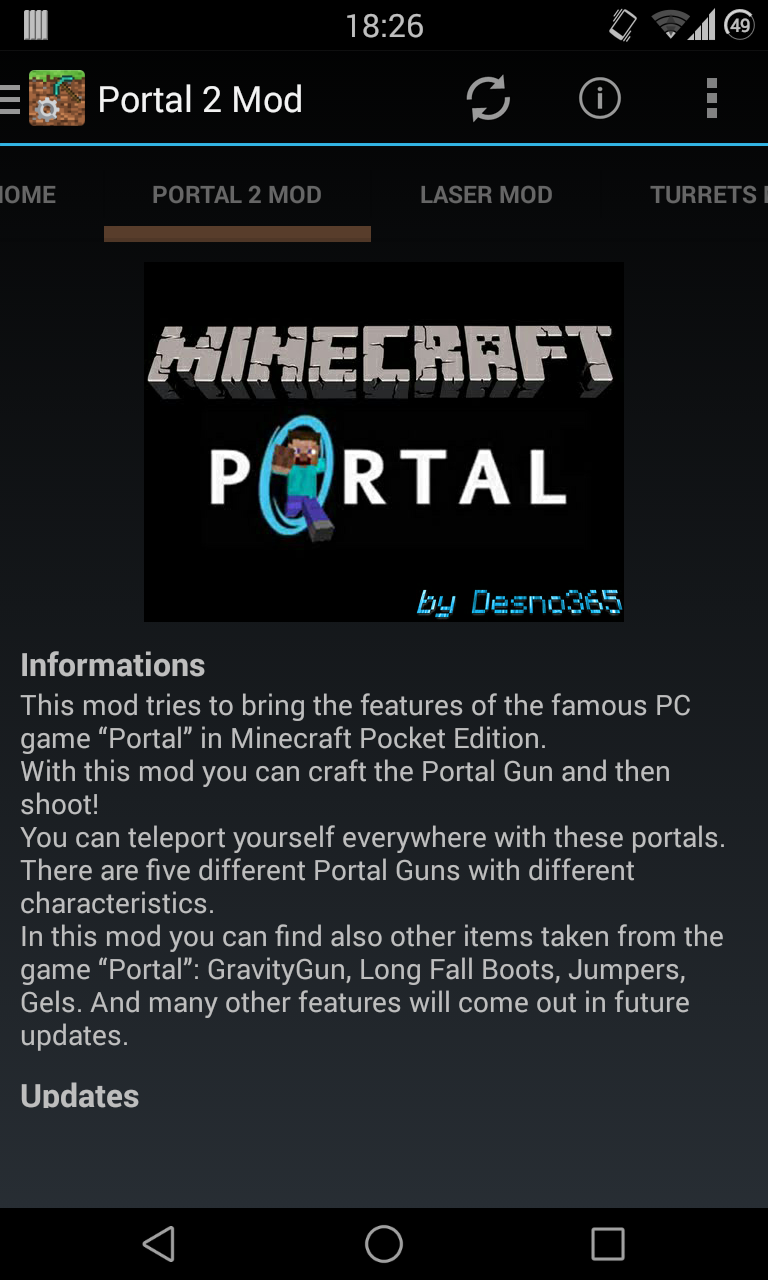 18:26
49
Portal 2 Mod
HOME PORTAL 2 MOD LASER MOD TURRETS
MINECRAFT
PORTAL
by Desno365
Informations
This mod tries to bring the features of the famous PC
game “Portal” in Minecraft Pocket Edition.
With this mod you can craft the Portal Gun and then
shoot!
You can teleport yourself everywhere with these portals.
There are five different Portal Guns with different
characteristics.
In this mod you can find also other items taken from the
game “Portal”: GravityGun, Long Fall Boots, Jumpers,
Gels. And many other features will come out in future
updates.
Updates